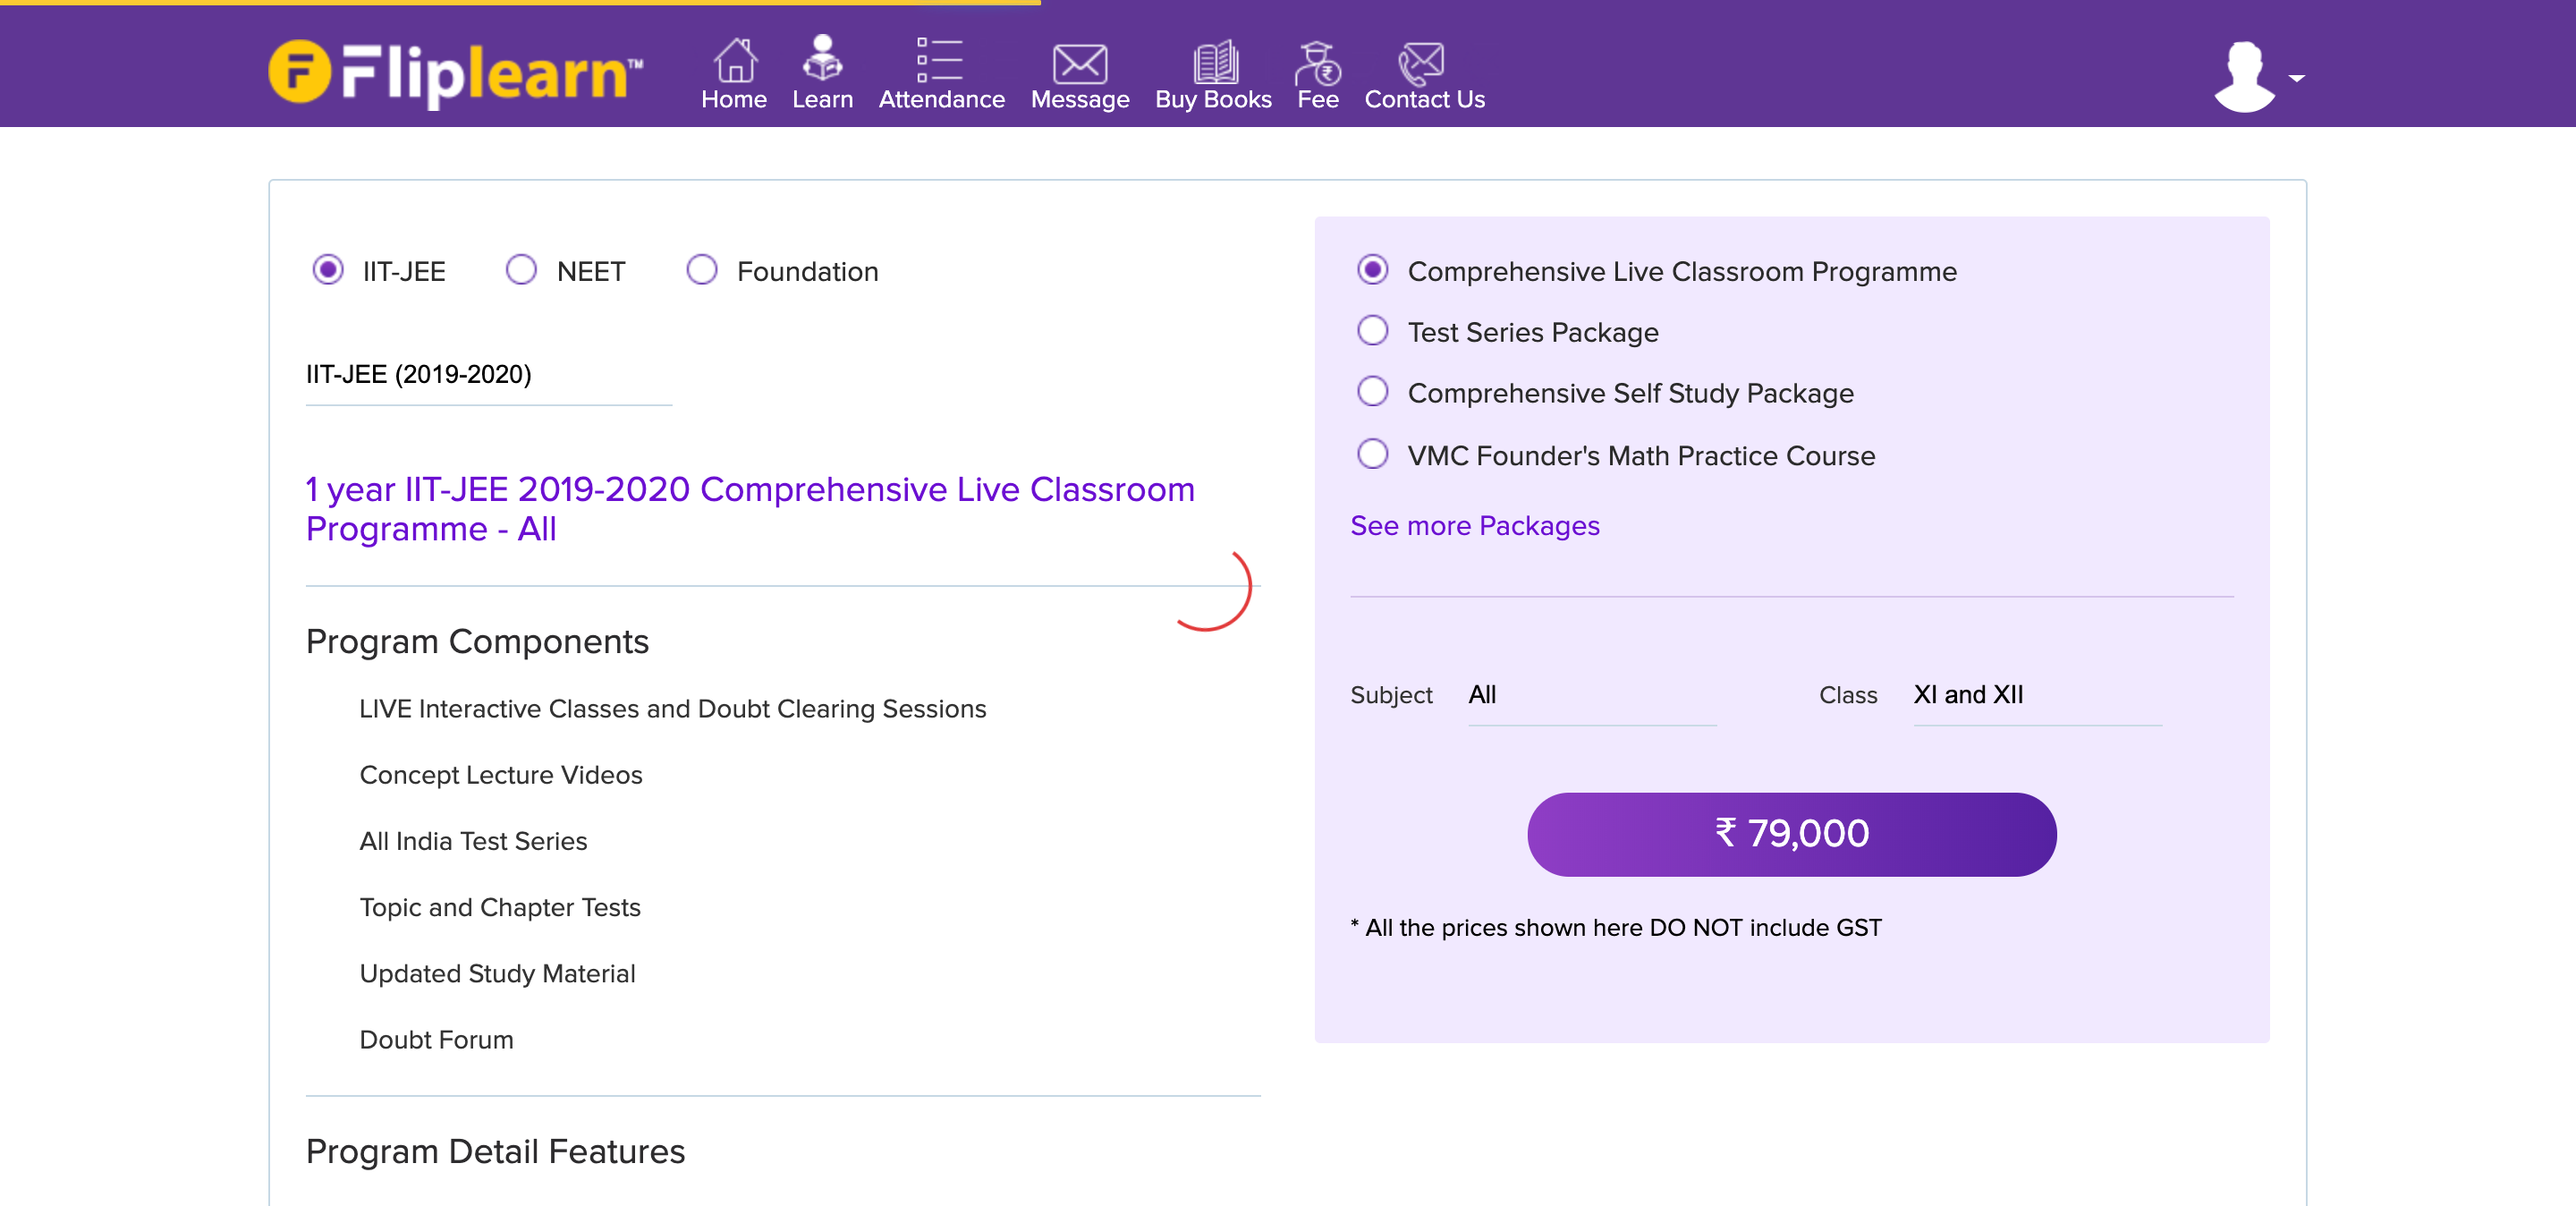 Fliplearn™
Home Learn Attendance Message Buy Books Fee Contact Us
IIT-JEE NEET Foundation
IIT-JEE (2019-2020)
1 year IIT-JEE 2019-2020 Comprehensive Live Classroom
Programme - All
Program Components
LIVE Interactive Classes and Doubt Clearing Sessions
Concept Lecture Videos
All India Test Series
Topic and Chapter Tests
Updated Study Material
Doubt Forum
Program Detail Features
Comprehensive Live Classroom Programme
Test Series Package
Comprehensive Self Study Package
VMC Founder's Math Practice Course
See more Packages
Subject All Class XI and XII
₹ 79,000
* All the prices shown here DO NOT include GST